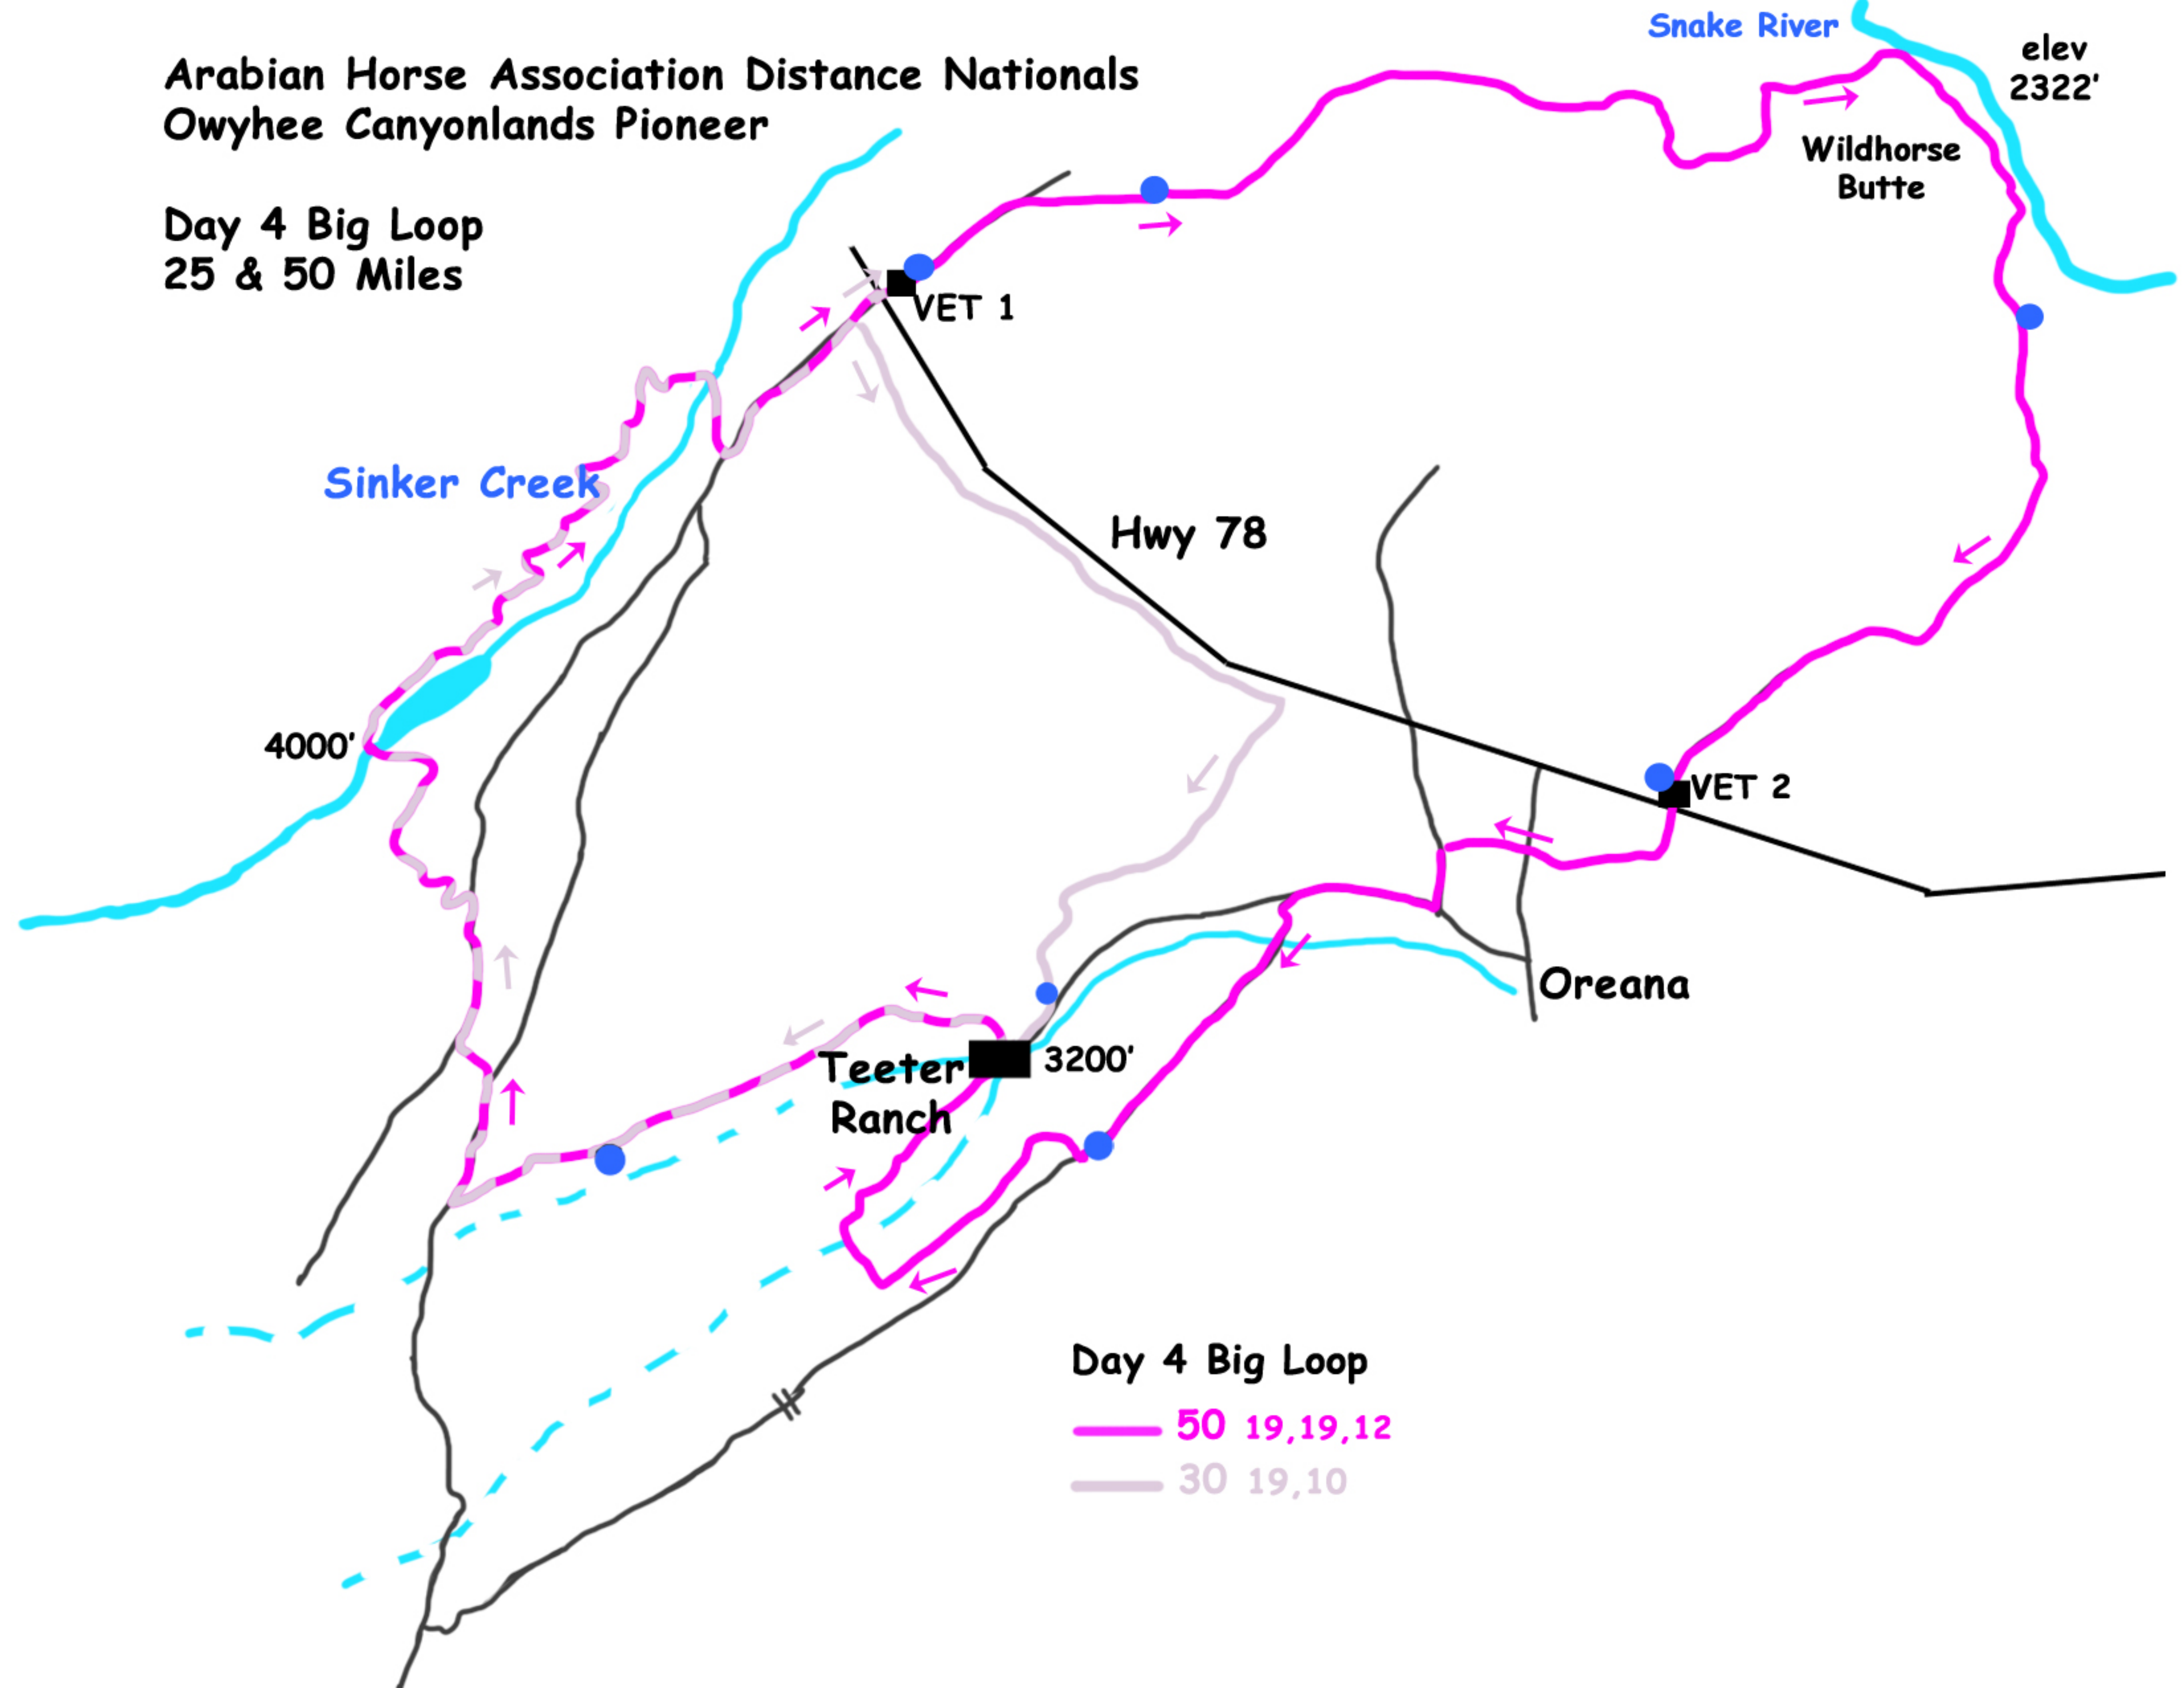 Arabian Horse Association Distance Nationals
Owyhee Canyonlands Pioneer
Day 4 Big Loop
25 & 50 Miles
Snake River
elev
2322'
Wildhorse
Butte
VET 1
Sinker Creek
Hwy 78
4000'
VET 2
Oreana
Teeter
Ranch
3200'
Day 4 Big Loop
50 19,19,12
30 19,10